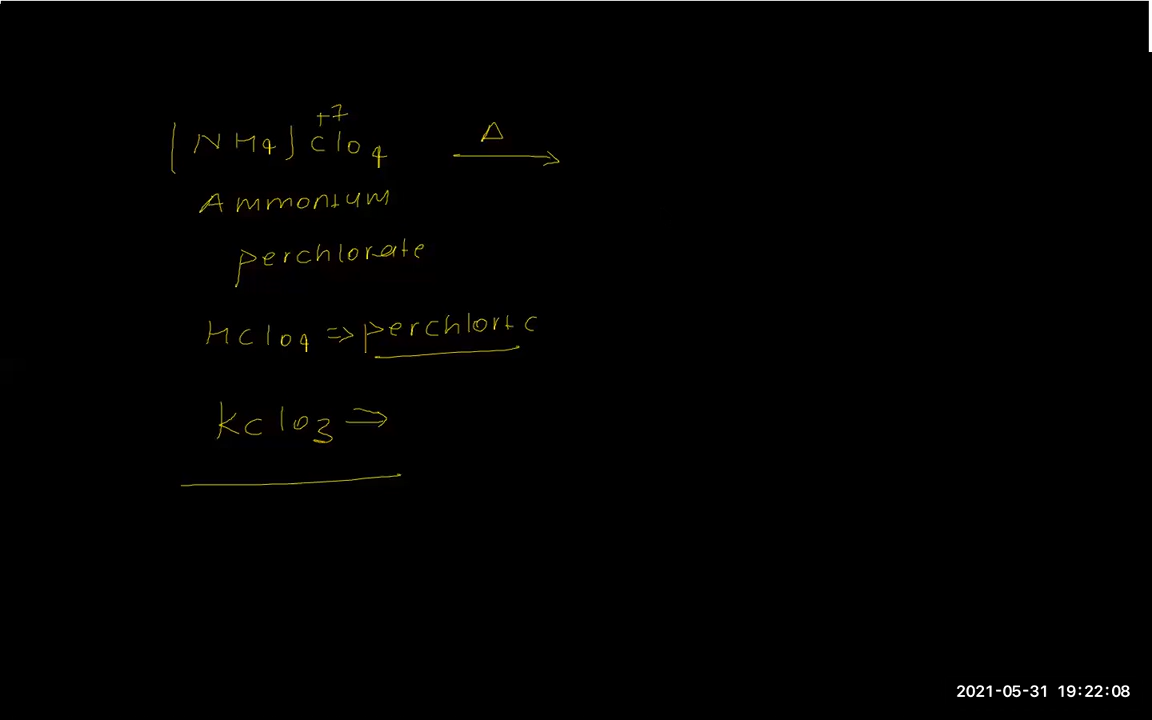 [NH4]ClO4 +7 Δ →
Ammonium
perchlorate
HClO4 ⇒ perchloric
KClO3 ⇒
2021-05-31 19:22:08